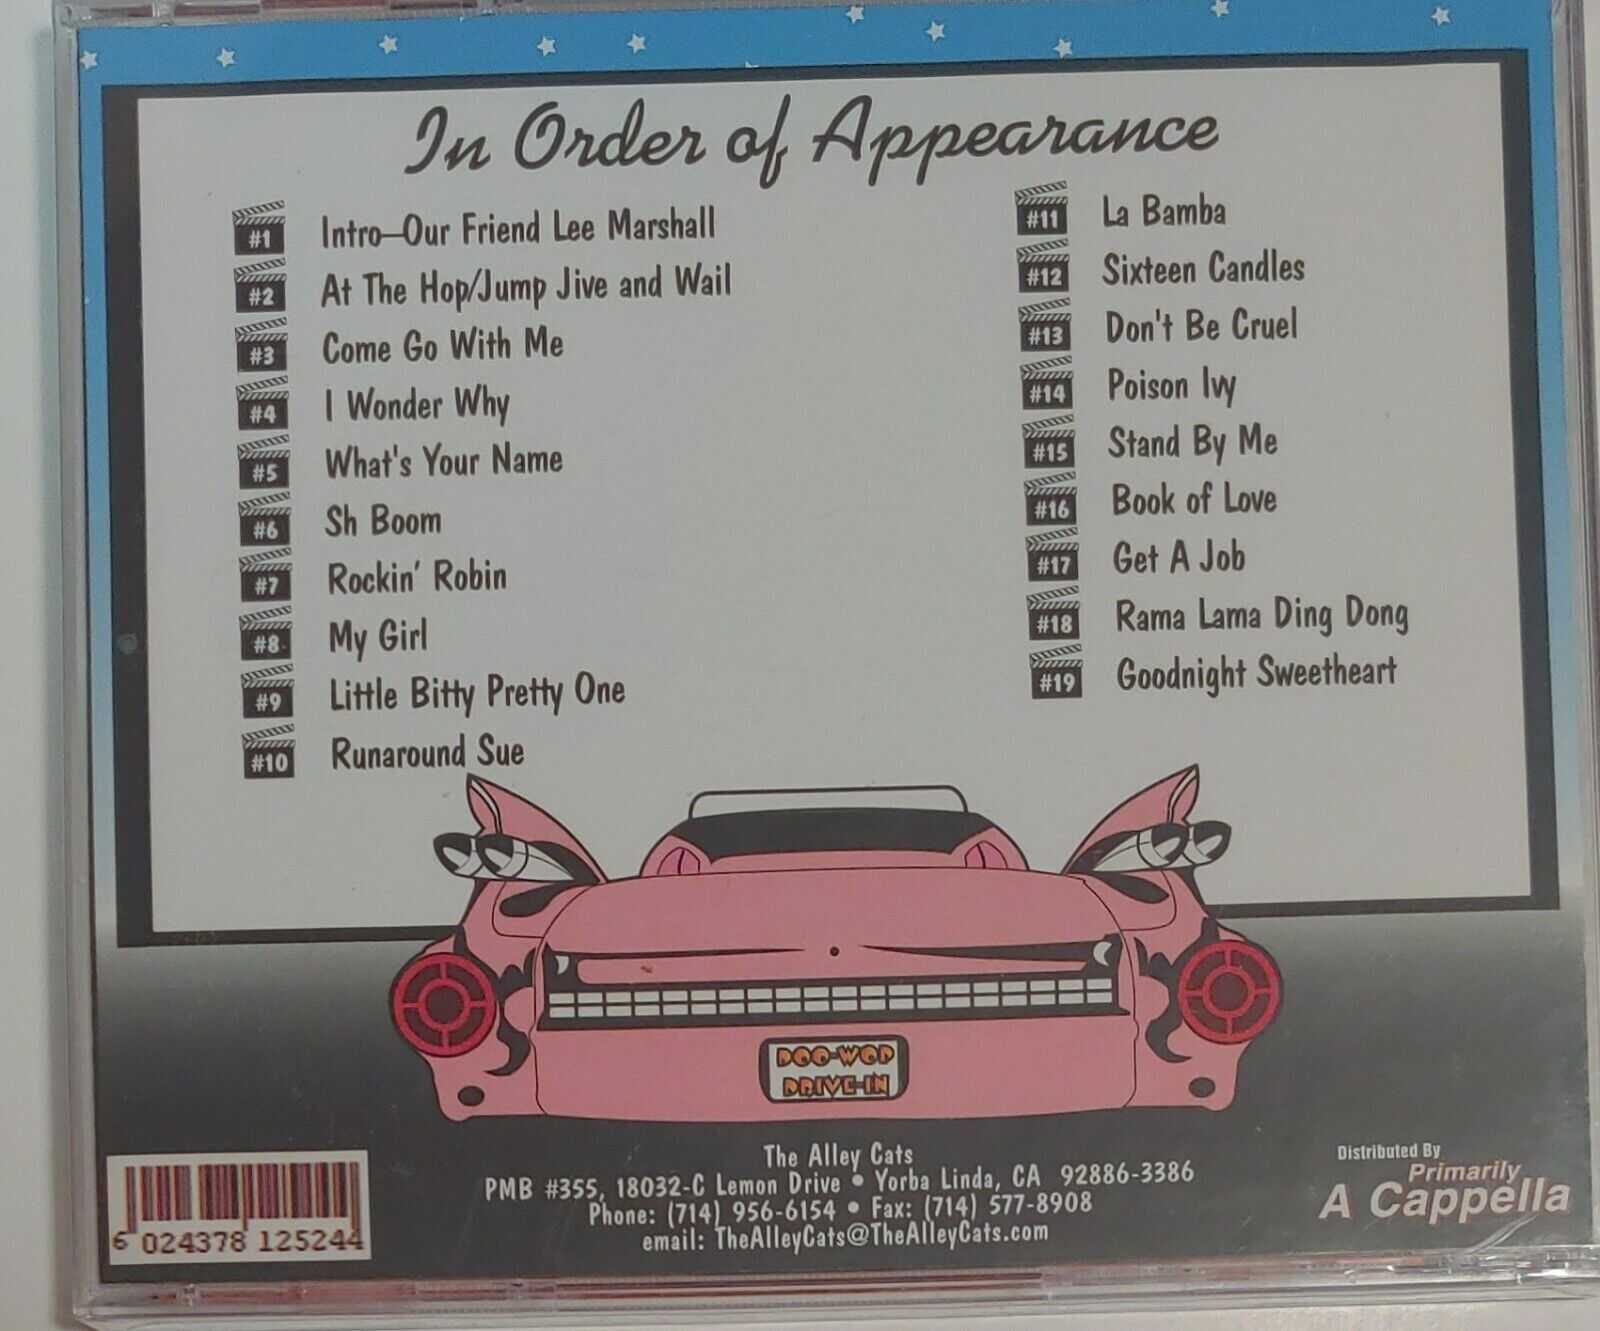 In Order of Appearance
#1 Intro—Our Friend Lee Marshall
#2 At The Hop/Jump Jive and Wail
#3 Come Go With Me
#4 I Wonder Why
#5 What's Your Name
#6 Sh Boom
#7 Rockin' Robin
#8 My Girl
#9 Little Bitty Pretty One
#10 Runaround Sue
#11 La Bamba
#12 Sixteen Candles
#13 Don't Be Cruel
#14 Poison Ivy
#15 Stand By Me
#16 Book of Love
#17 Get A Job
#18 Rama Lama Ding Dong
#19 Goodnight Sweetheart
DOO-WOP
DRIVE-IN
The Alley Cats
PMB #355, 18032-C Lemon Drive • Yorba Linda, CA 92886-3386
Phone: (714) 956-6154 • Fax: (714) 577-8908
email: TheAlleyCats@TheAlleyCats.com
6 024378 125244
Distributed By
Primarily
A Cappella